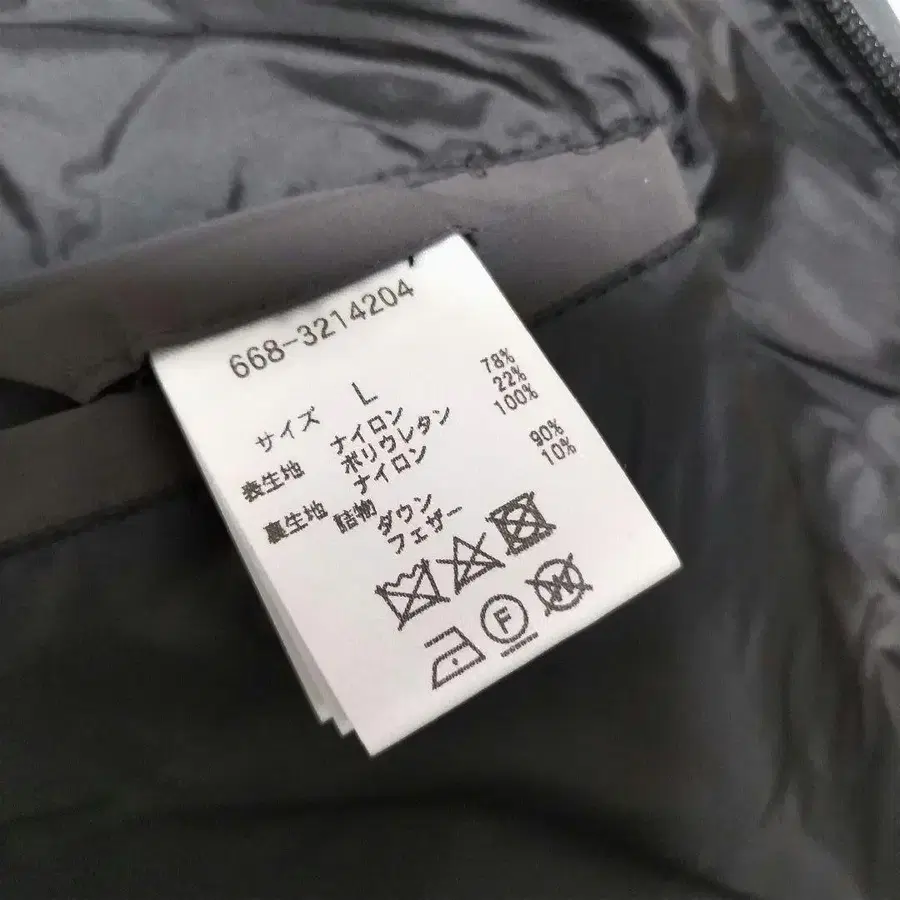 668-3214204
サイズ L
表生地 ナイロン 78%
ポリウレタン 22%
裏生地 ナイロン 100%
詰物 ダウン 90%
フェザー 10%
F
W